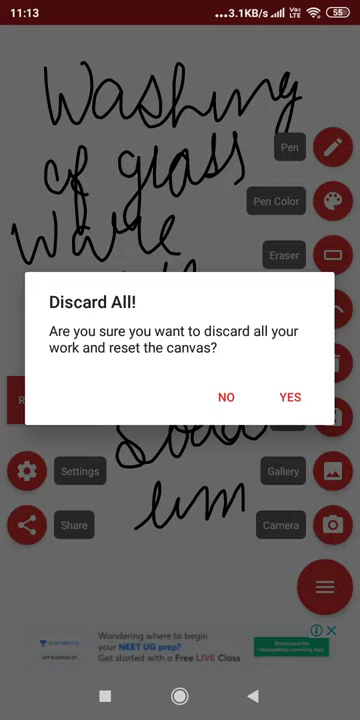 11:13
...3.1KB/s
Vo
LTE
55
Washing
of glass
Ware
Pen
Pen Color
Eraser
Discard All!
Are you sure you want to discard all your
work and reset the canvas?
NO
YES
R
Settings
Gallery
Share
Camera
Wondering where to begin
your NEET UG prep?
Get started with a Free LIVE Class